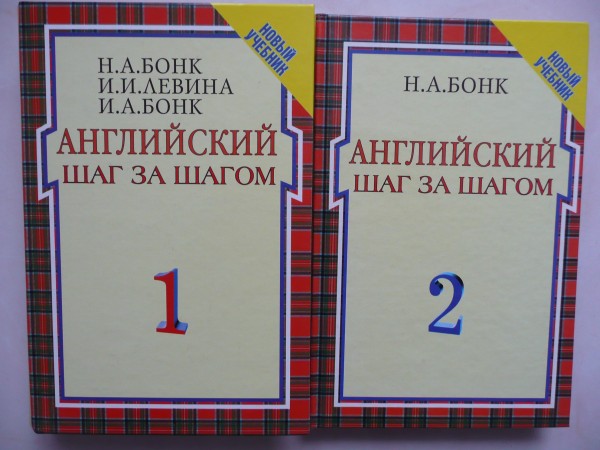 НОВЫЙ
УЧЕБНИК
Н.А.БОНК
И.И.ЛЕВИНА
И.А.БОНК
АНГЛИЙСКИЙ
ШАГ ЗА ШАГОМ
1
НОВЫЙ
УЧЕБНИК
Н.А.БОНК
АНГЛИЙСКИЙ
ШАГ ЗА ШАГОМ
2